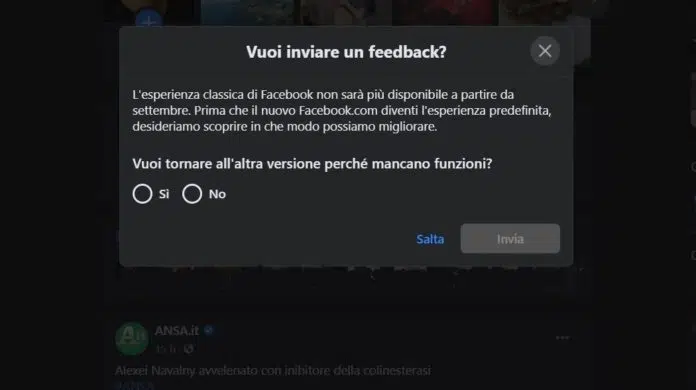 Vuoi inviare un feedback?
L'esperienza classica di Facebook non sarà più disponibile a partire da
settembre. Prima che il nuovo Facebook.com diventi l'esperienza predefinita,
desideriamo scoprire in che modo possiamo migliorare.
Vuoi tornare all'altra versione perché mancano funzioni?
Sì No
Salta Invia
ANSA.it
Alexei Navalny avvelenato con inibitore della colinesterasi